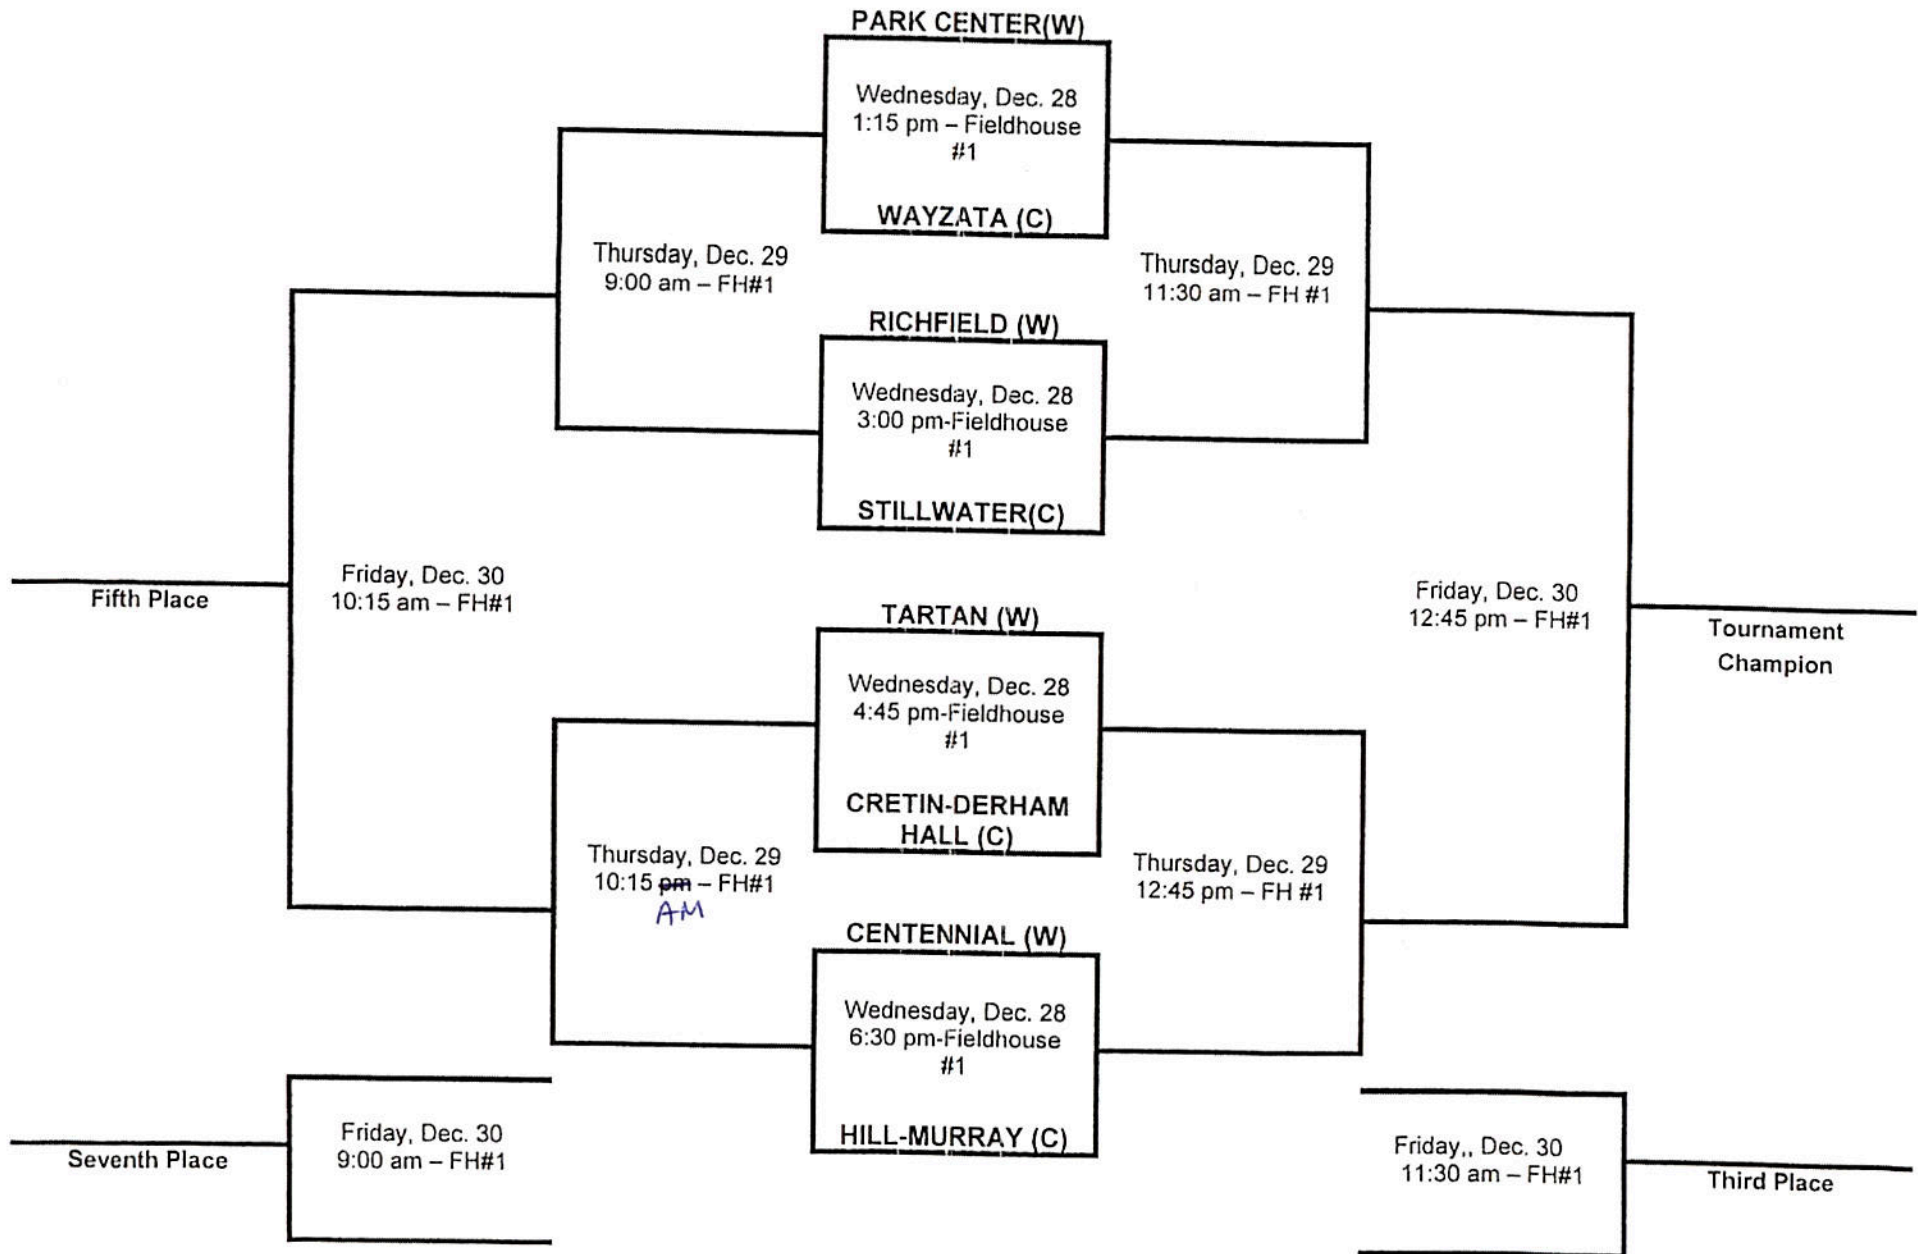 PARK CENTER(W)
Wednesday, Dec. 28
1:15 pm – Fieldhouse
#1
WAYZATA (C)
Thursday, Dec. 29
9:00 am – FH#1
Thursday, Dec. 29
11:30 am – FH #1
RICHFIELD (W)
Wednesday, Dec. 28
3:00 pm-Fieldhouse
#1
STILLWATER(C)
Friday, Dec. 30
10:15 am – FH#1
Fifth Place
Friday, Dec. 30
12:45 pm – FH#1
Tournament
Champion
TARTAN (W)
Wednesday, Dec. 28
4:45 pm-Fieldhouse
#1
CRETIN-DERHAM
HALL (C)
Thursday, Dec. 29
10:15 pm – FH#1
AM
Thursday, Dec. 29
12:45 pm – FH #1
CENTENNIAL (W)
Wednesday, Dec. 28
6:30 pm-Fieldhouse
#1
HILL-MURRAY (C)
Friday, Dec. 30
9:00 am – FH#1
Seventh Place
Friday,, Dec. 30
11:30 am – FH#1
Third Place